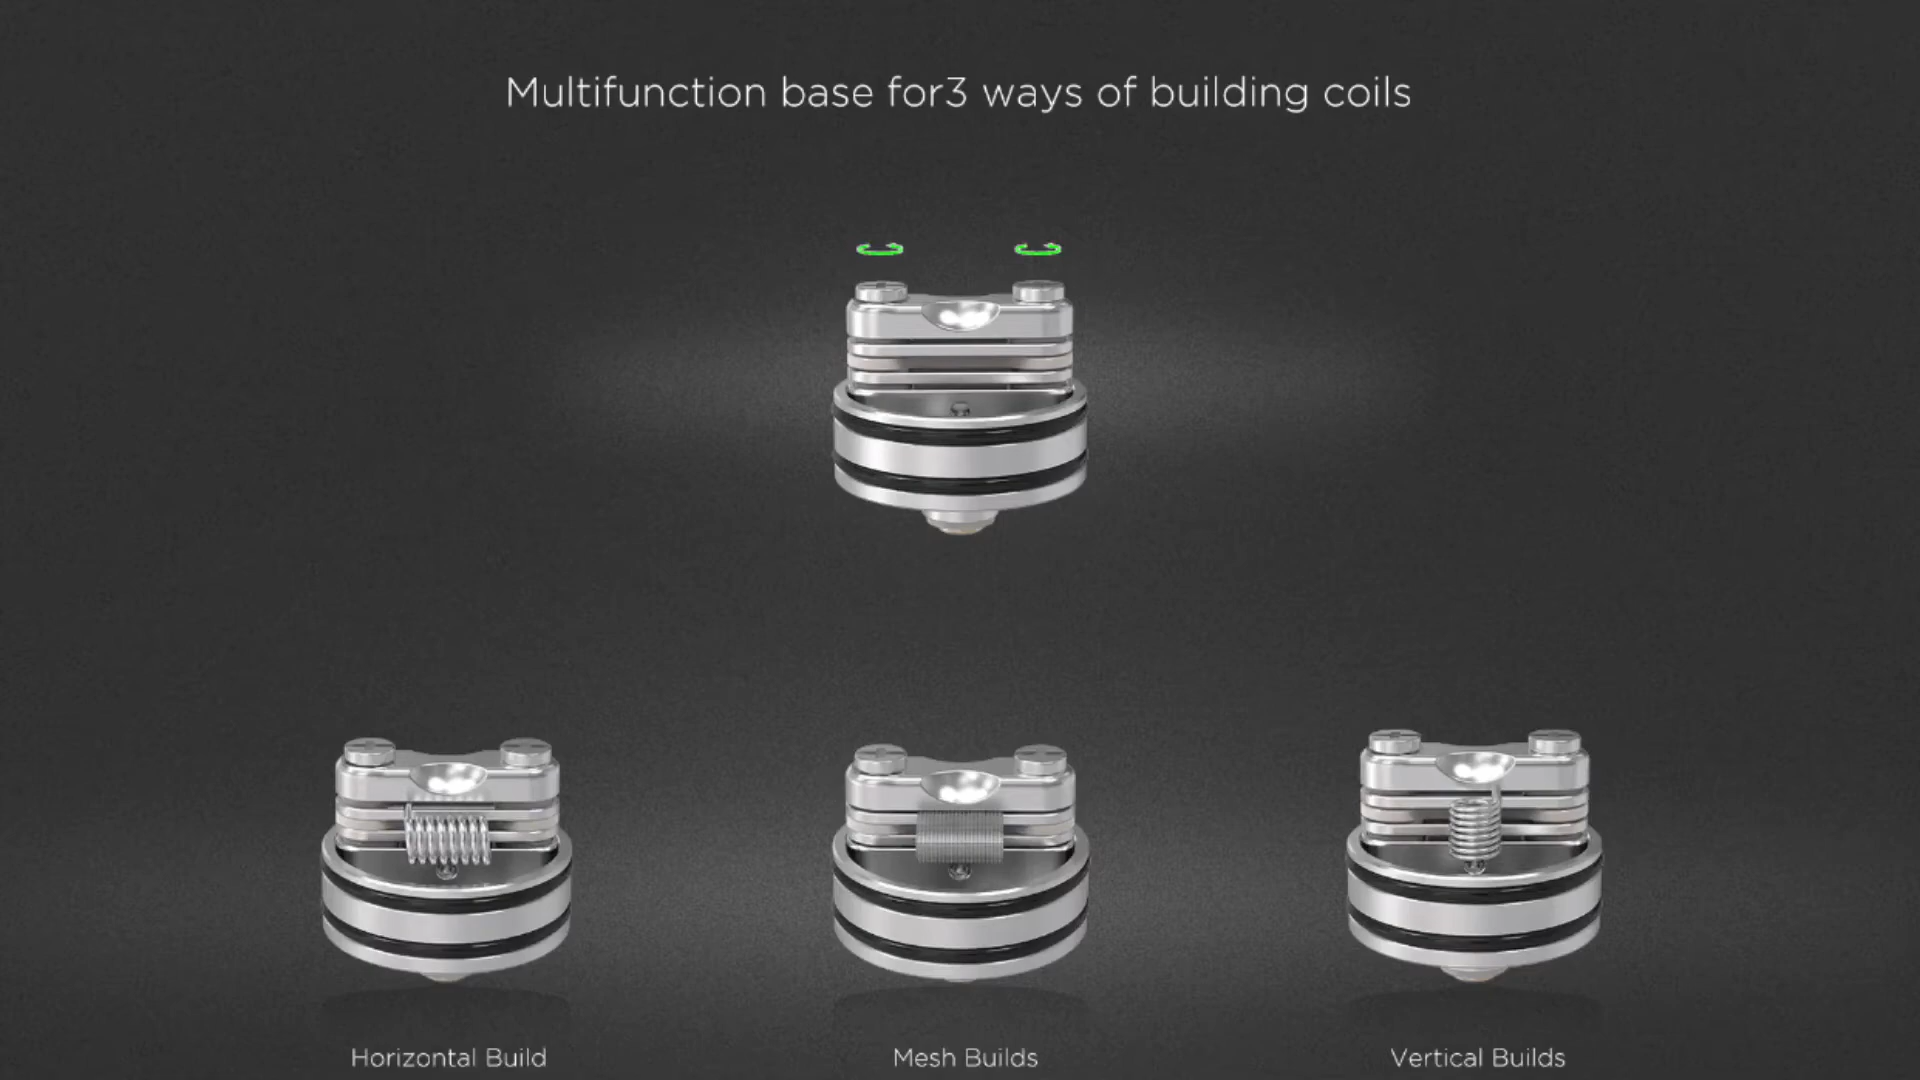 Multifunction base for3 ways of building coils
Horizontal Build
Mesh Builds
Vertical Builds